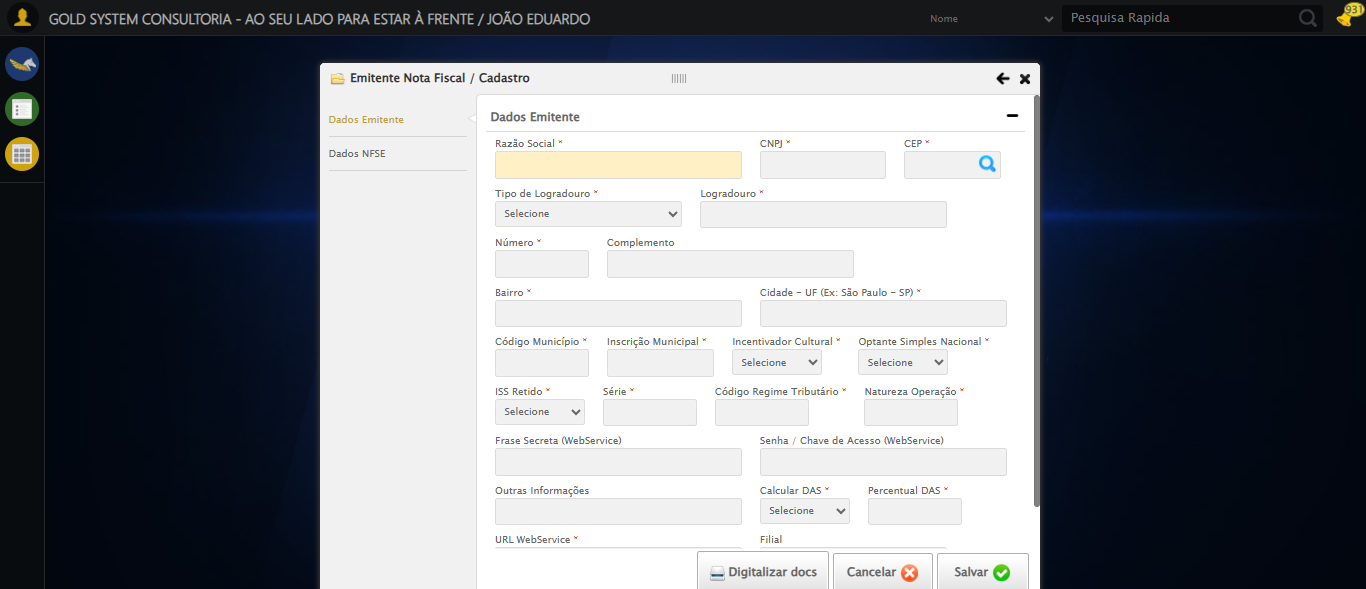 GOLD SYSTEM CONSULTORIA - AO SEU LADO PARA ESTAR À FRENTE / JOÃO EDUARDO
Nome
Pesquisa Rapida
931
Emitente Nota Fiscal / Cadastro
Dados Emitente
Dados NFSE
Dados Emitente
Razão Social * CNPJ * CEP *
Tipo de Logradouro * Logradouro *
Selecione
Número * Complemento
Bairro * Cidade - UF (Ex: São Paulo - SP) *
Código Município * Inscrição Municipal * Incentivador Cultural * Optante Simples Nacional *
Selecione Selecione
ISS Retido * Série * Código Regime Tributário * Natureza Operação *
Selecione
Frase Secreta (WebService) Senha / Chave de Acesso (WebService)
Outras Informações Calcular DAS * Percentual DAS *
Selecione
URL WebService * Filial
Digitalizar docs Cancelar Salvar